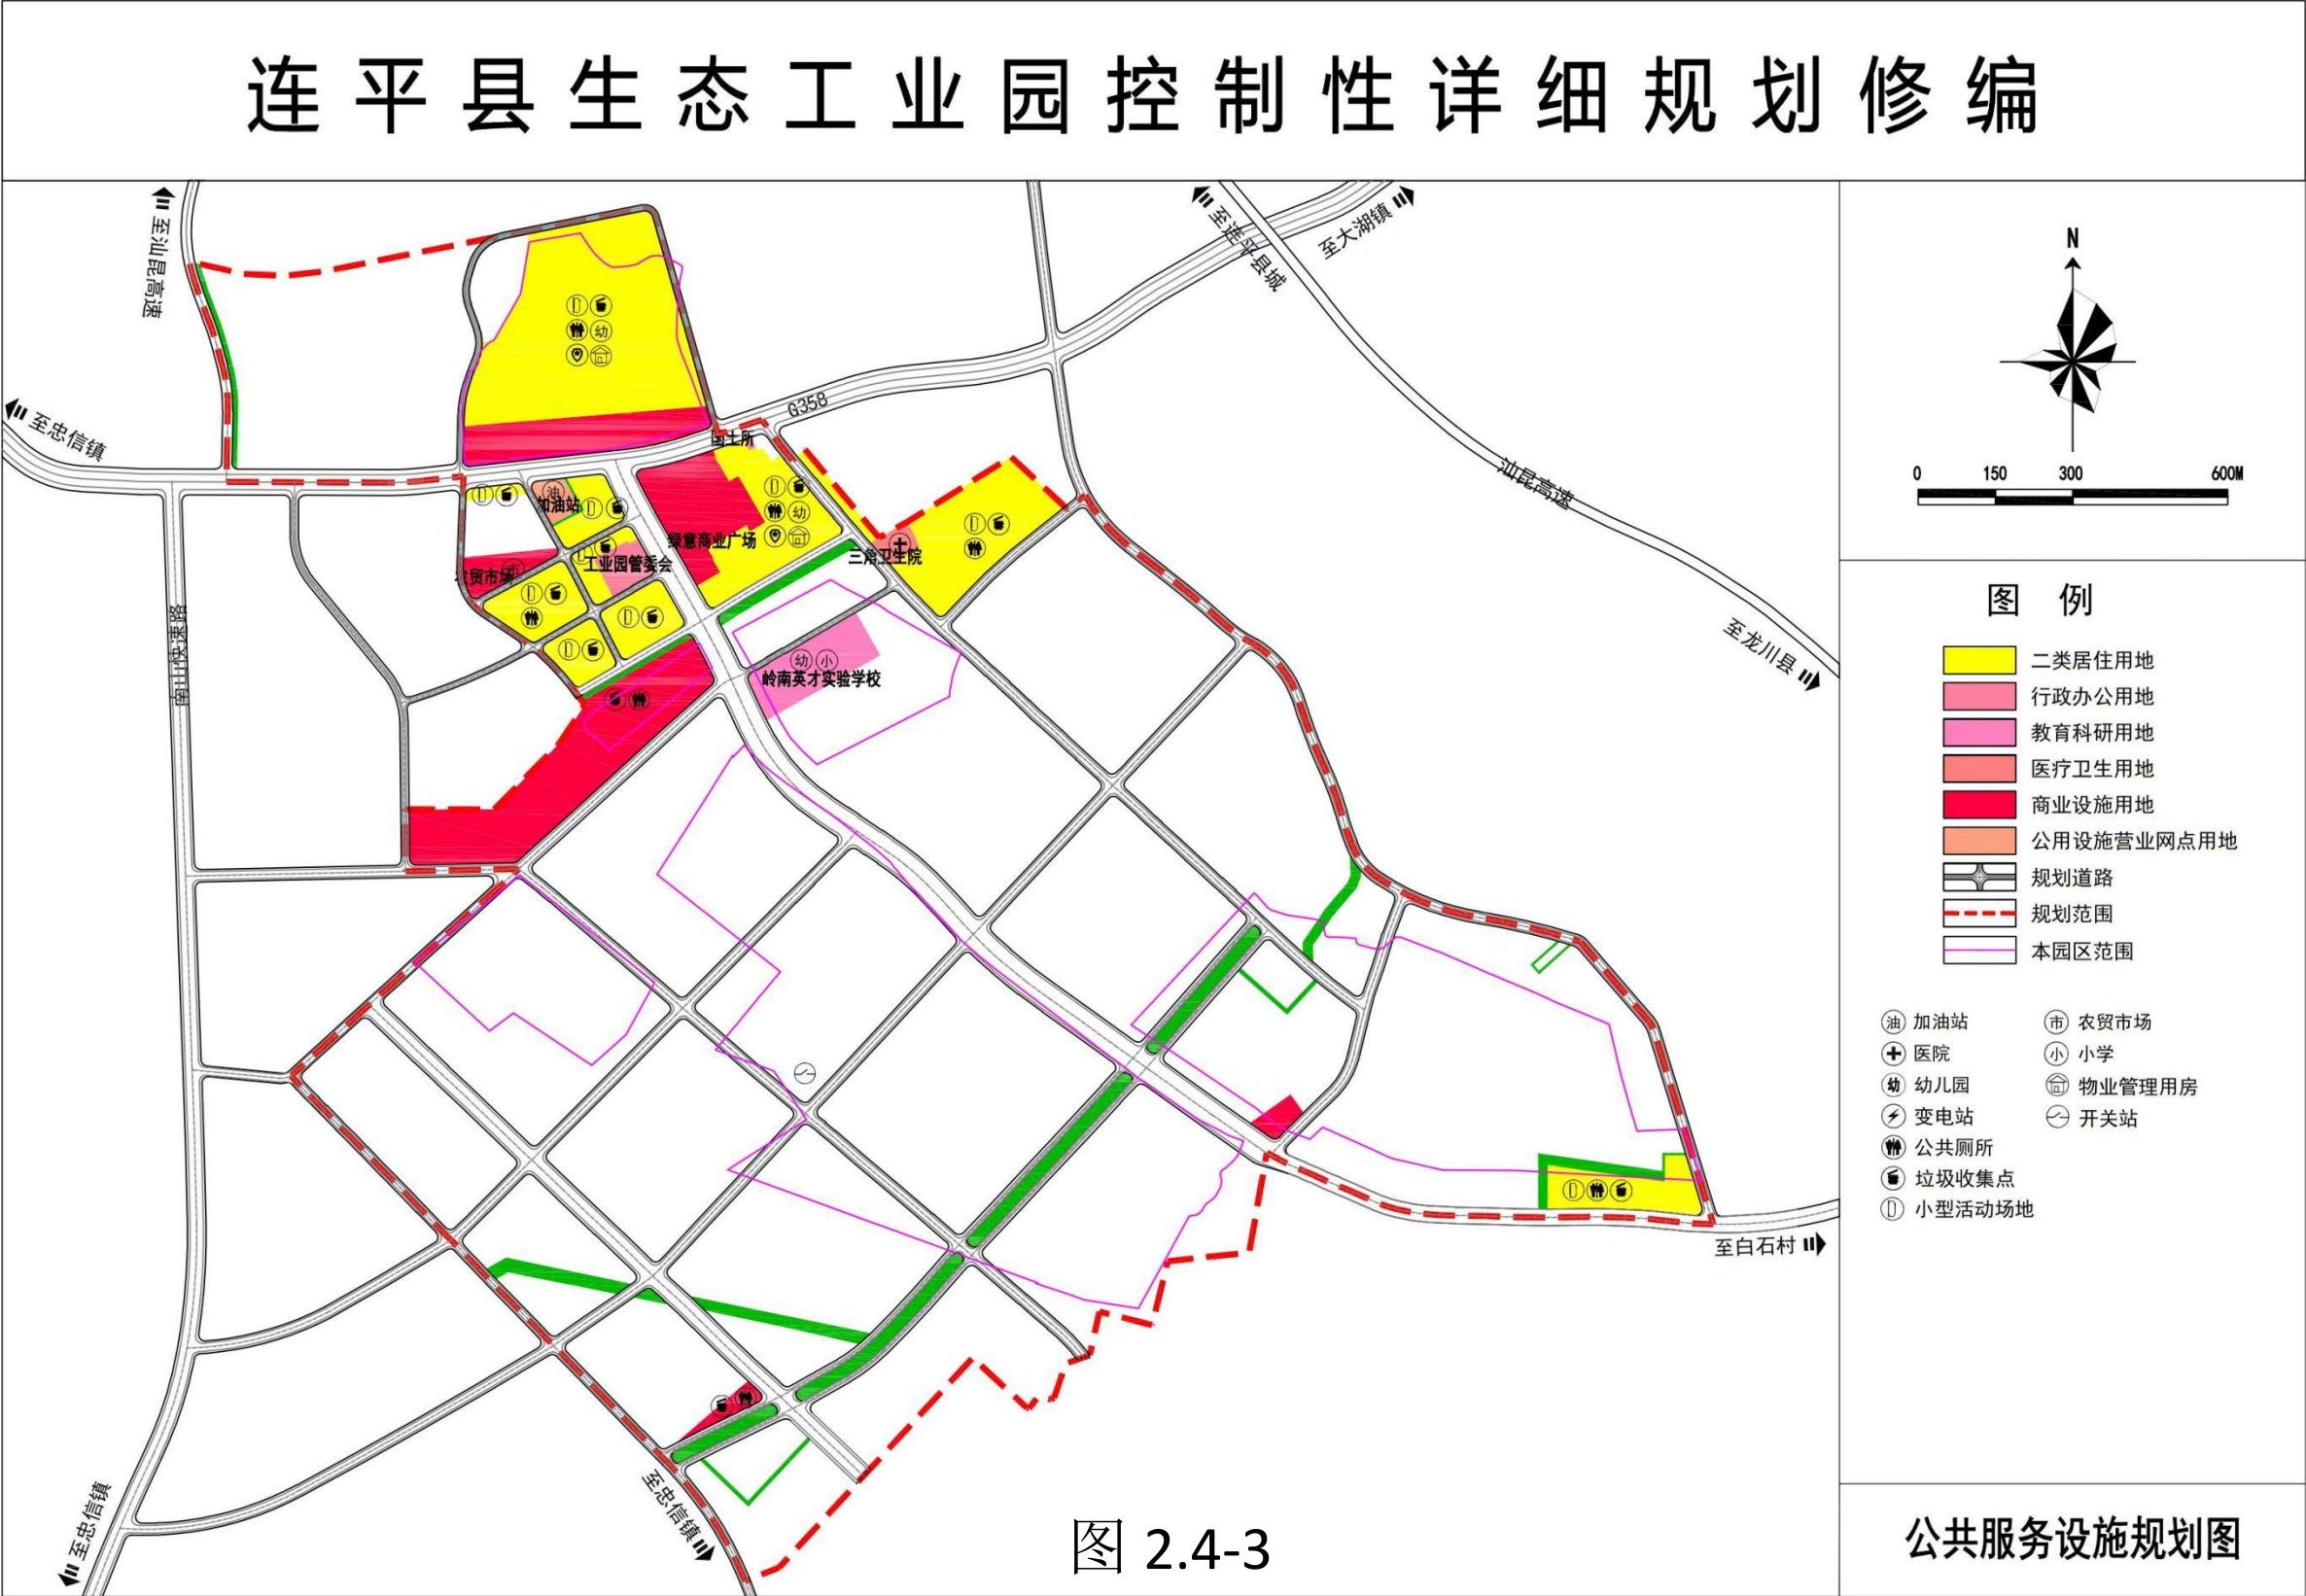 连平县生态工业园控制性详细规划修编
至汕昆高速
至连平县城
至大湖镇
N
至忠信镇
G358
国土所
0 150 300 600M
汕昆高速
油
加油站
幼
幼
绿意商业广场
工业园管委会
三角卫生院
市
农贸市场
幼 小
岭南英才实验学校
至龙川县
图 例
二类居住用地
行政办公用地
教育科研用地
医疗卫生用地
商业设施用地
公用设施营业网点用地
规划道路
规划范围
本园区范围
油 加油站
市 农贸市场
医院
小 小学
幼 幼儿园
物业管理用房
变电站
开关站
公共厕所
垃圾收集点
小型活动场地
至白石村
至忠信镇
至忠信镇
图 2.4-3
公共服务设施规划图